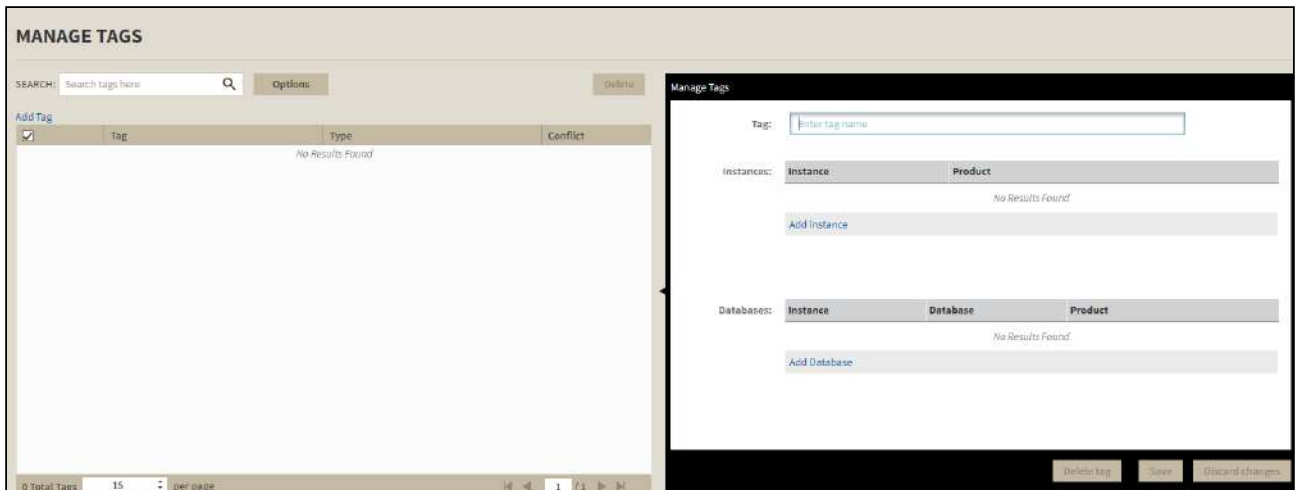 MANAGE TAGS
SEARCH: Search tags here Options Delete
Add Tag
Tag Type Conflict
No Results Found
0 Total Tags 15 per page 1 / 1
Manage Tags
Tag: Enter tag name
Instances: Instance Product
No Results Found
Add Instance
Databases: Instance Database Product
No Results Found
Add Database
Delete tag Save Discard changes